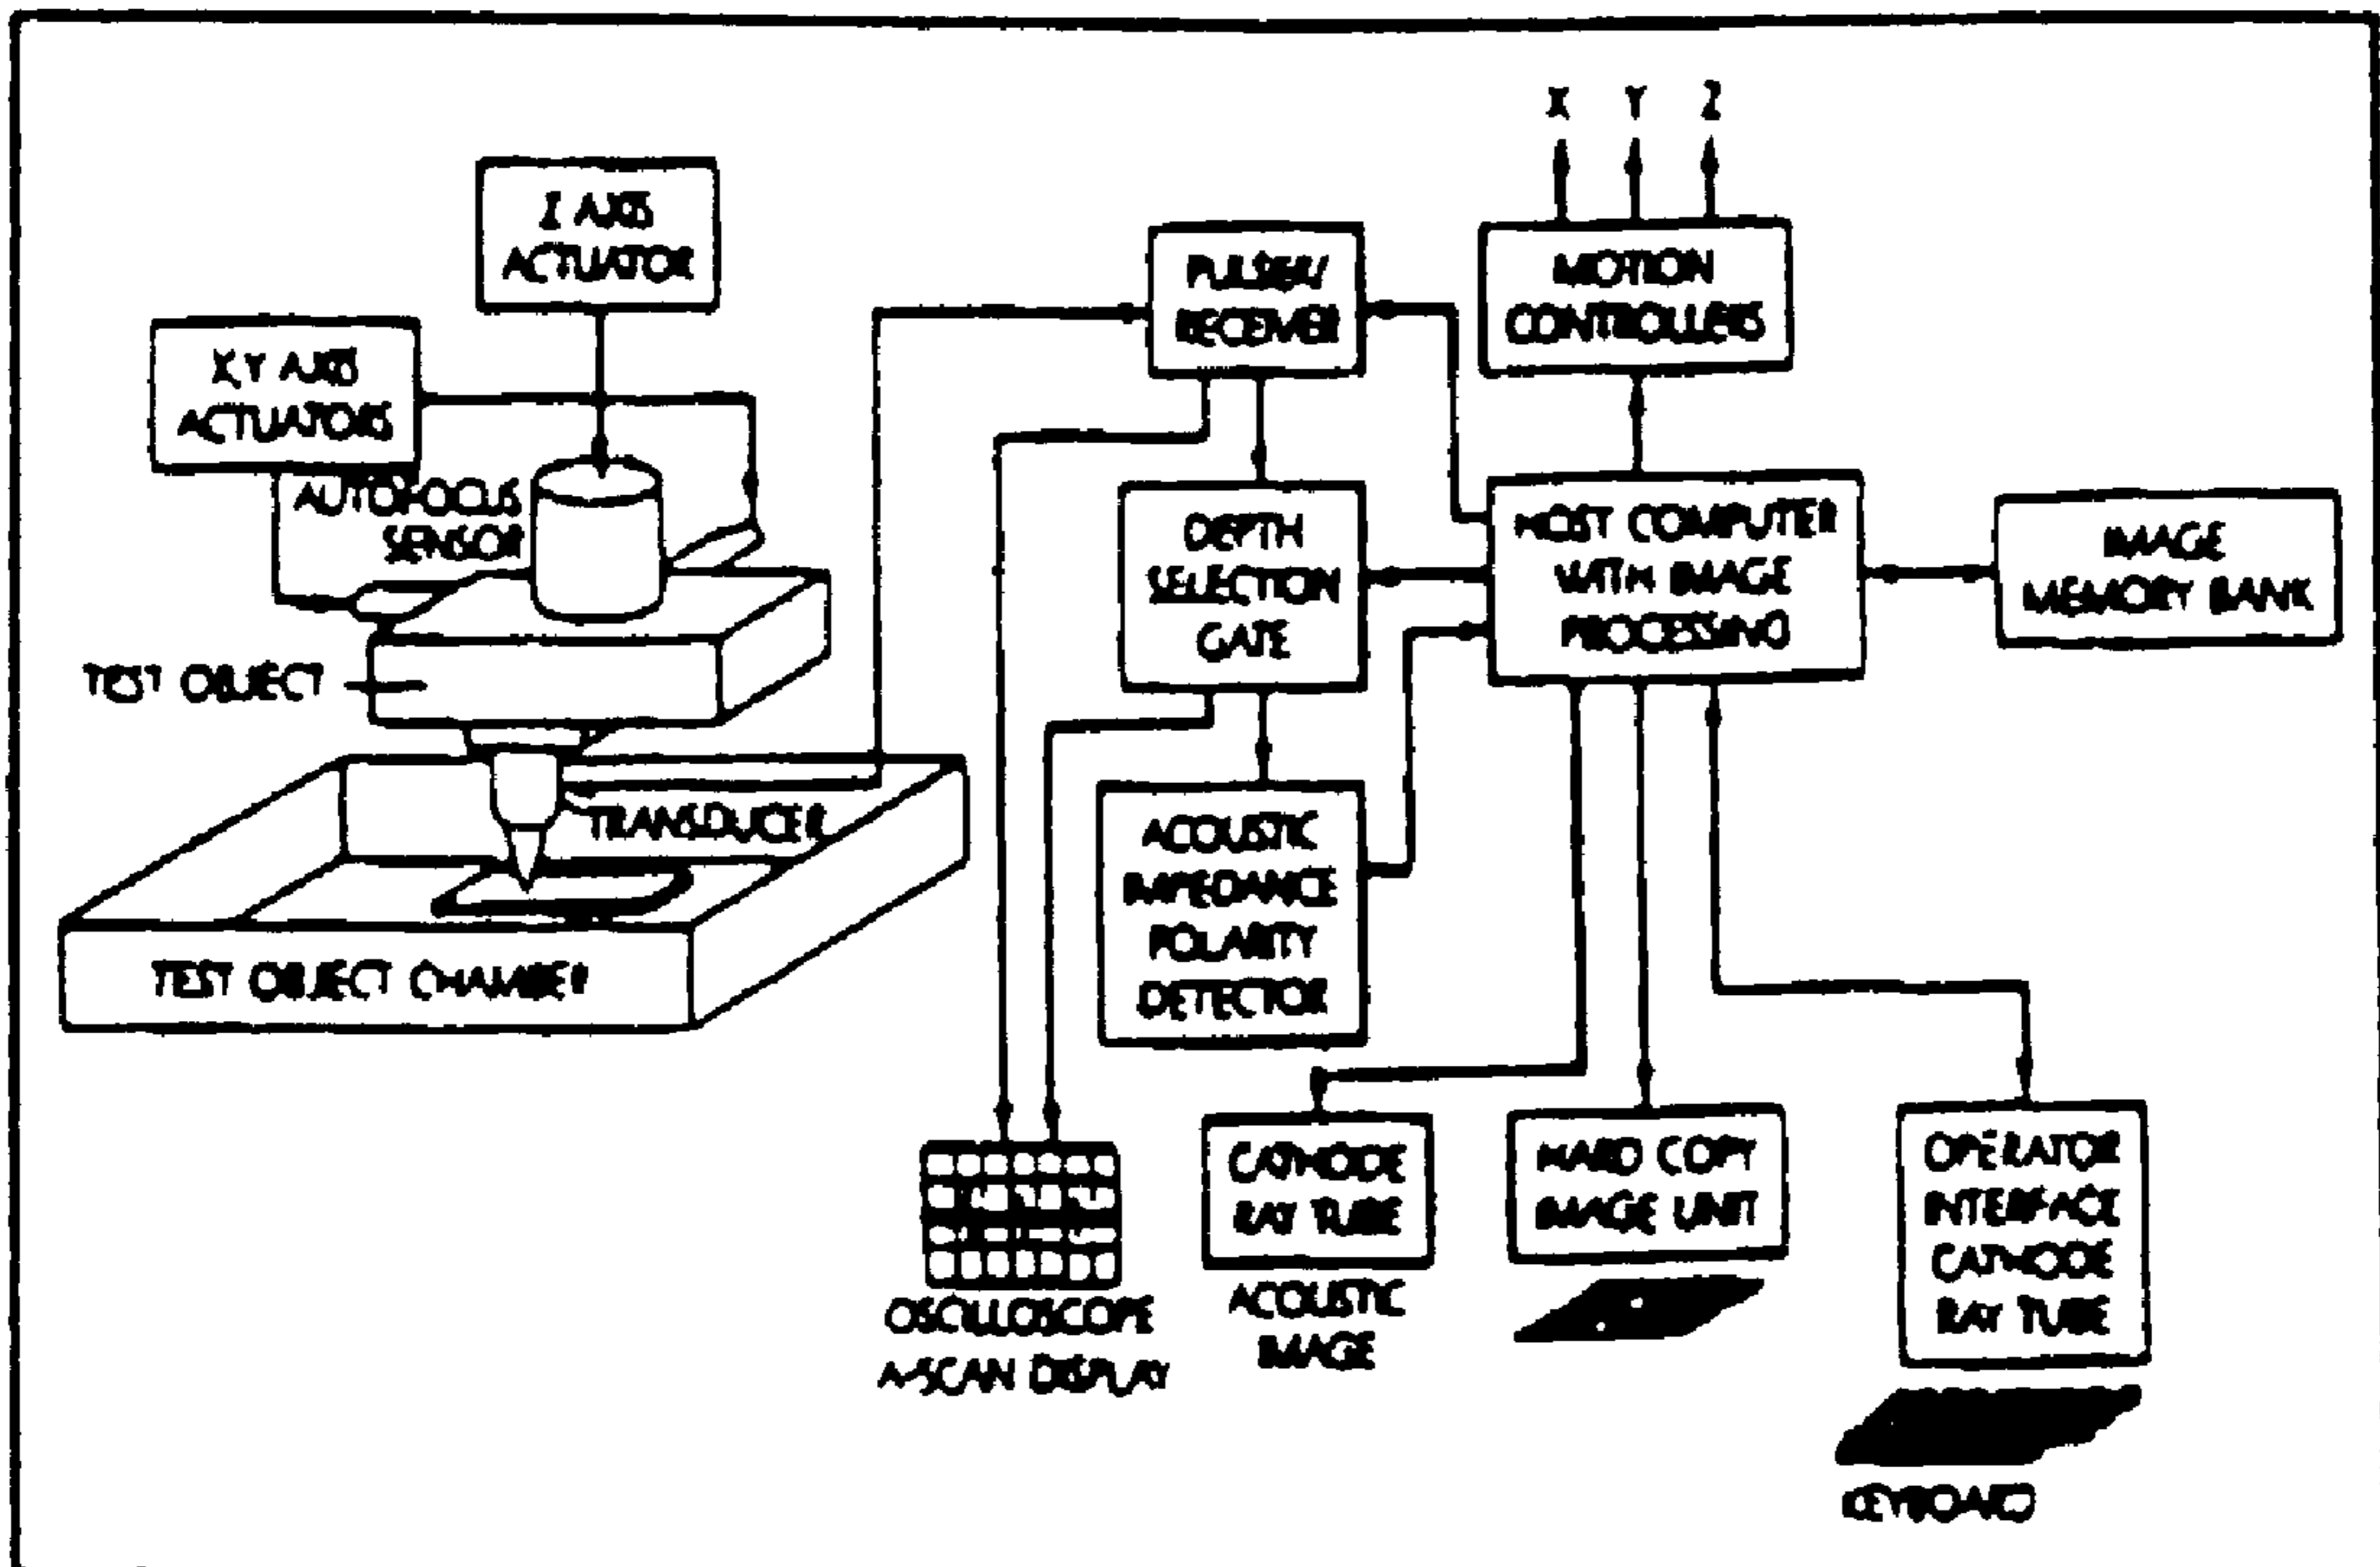 X Y Z
Z AXIS
ACTUATOR
X,Y AXIS
ACTUATORS
AUTOFOCUS
SENSOR
TEST OBJECT
TRANSDUCER
TEST OBJECT CHAMBER
PULSER/
RECEIVER
MOTION
CONTROLLERS
DEPTH
SELECTION
GATE
HOST COMPUTER
WITH IMAGE
PROCESSING
IMAGE
MEMORY BANK
ACOUSTIC
IMPEDANCE
POLARITY
DETECTOR
OSCILLOSCOPE
A-SCAN DISPLAY
CATHODE
RAY TUBE
ACOUSTIC
IMAGE
HARD COPY
IMAGE UNIT
OPERATOR
INTERFACE
CATHODE
RAY TUBE
KEYBOARD